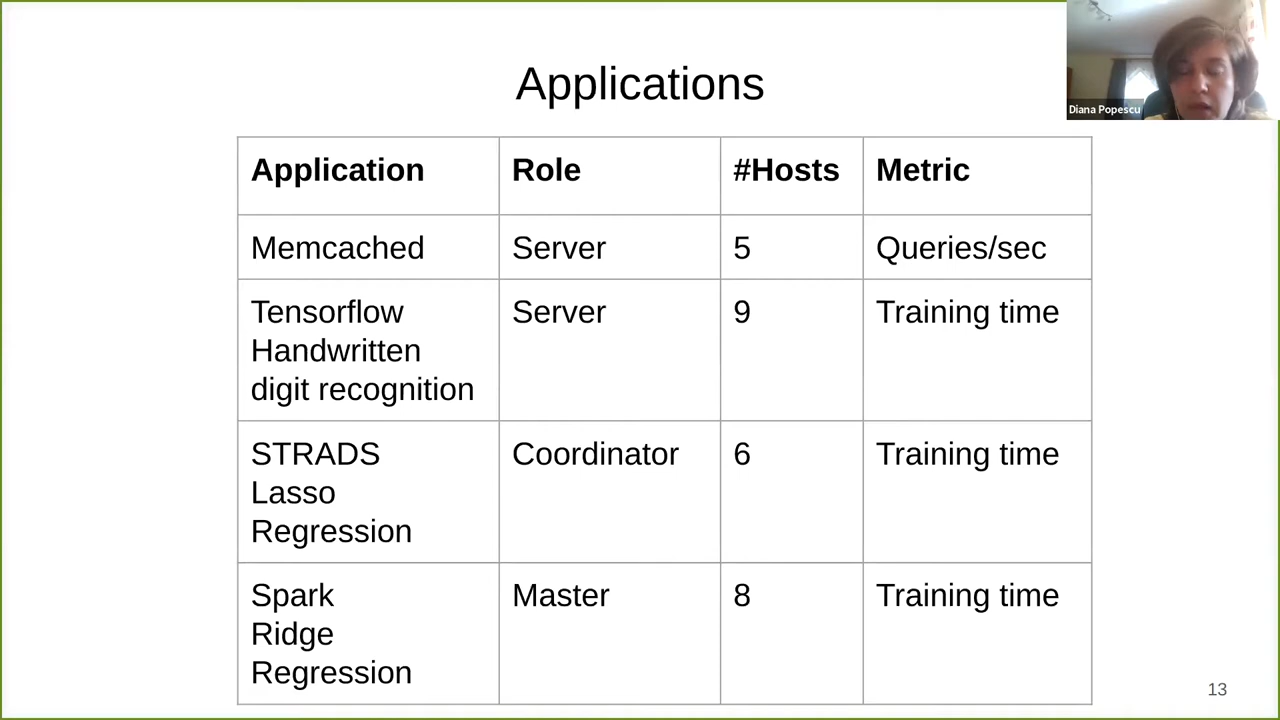 Applications
Diana Popescu
Application Role #Hosts Metric
Memcached Server 5 Queries/sec
Tensorflow Server 9 Training time
Handwritten
digit recognition
STRADS Coordinator 6 Training time
Lasso
Regression
Spark Master 8 Training time
Ridge
Regression
13